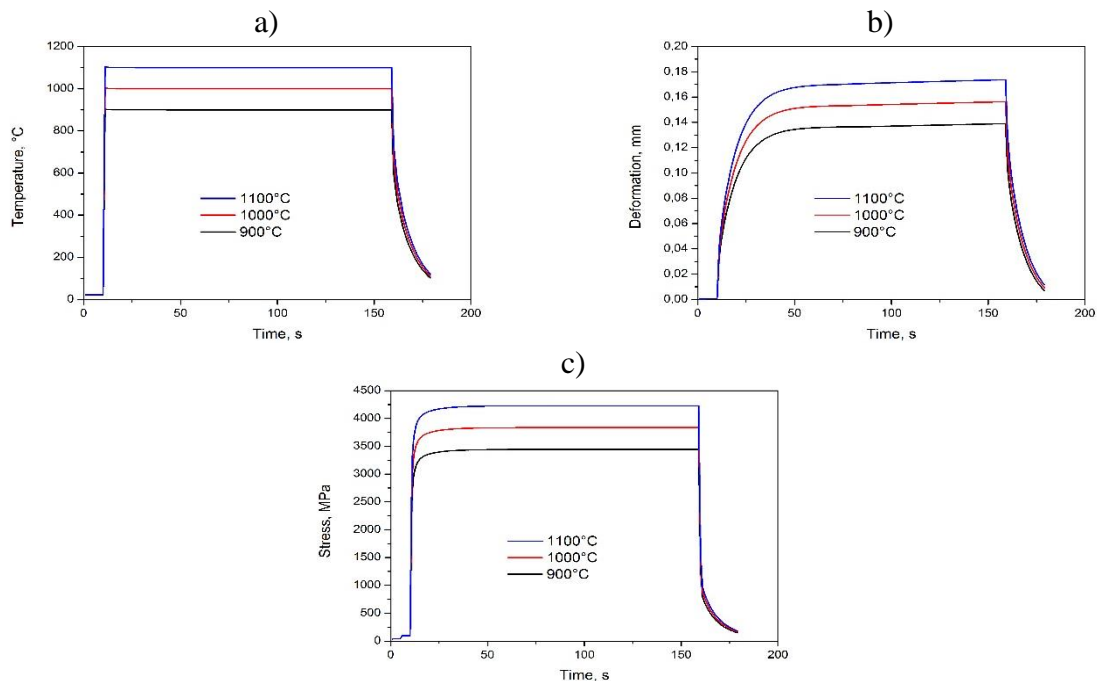 a)
1200
1000
800
600
400
200
0
Temperature, °C
1100°C
1000°C
900°C
0
50
100
150
200
Time, s
b)
0,20
0,18
0,16
0,14
0,12
0,10
0,08
0,06
0,04
0,02
0,00
Deformation, mm
1100°C
1000°C
900°C
0
50
100
150
200
Time, s
c)
4500
4000
3500
3000
2500
2000
1500
1000
500
0
Stress, MPa
1100°C
1000°C
900°C
0
50
100
150
200
Time, s